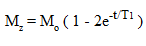 Mz = Mo ( 1 - 2e-t/T1 )